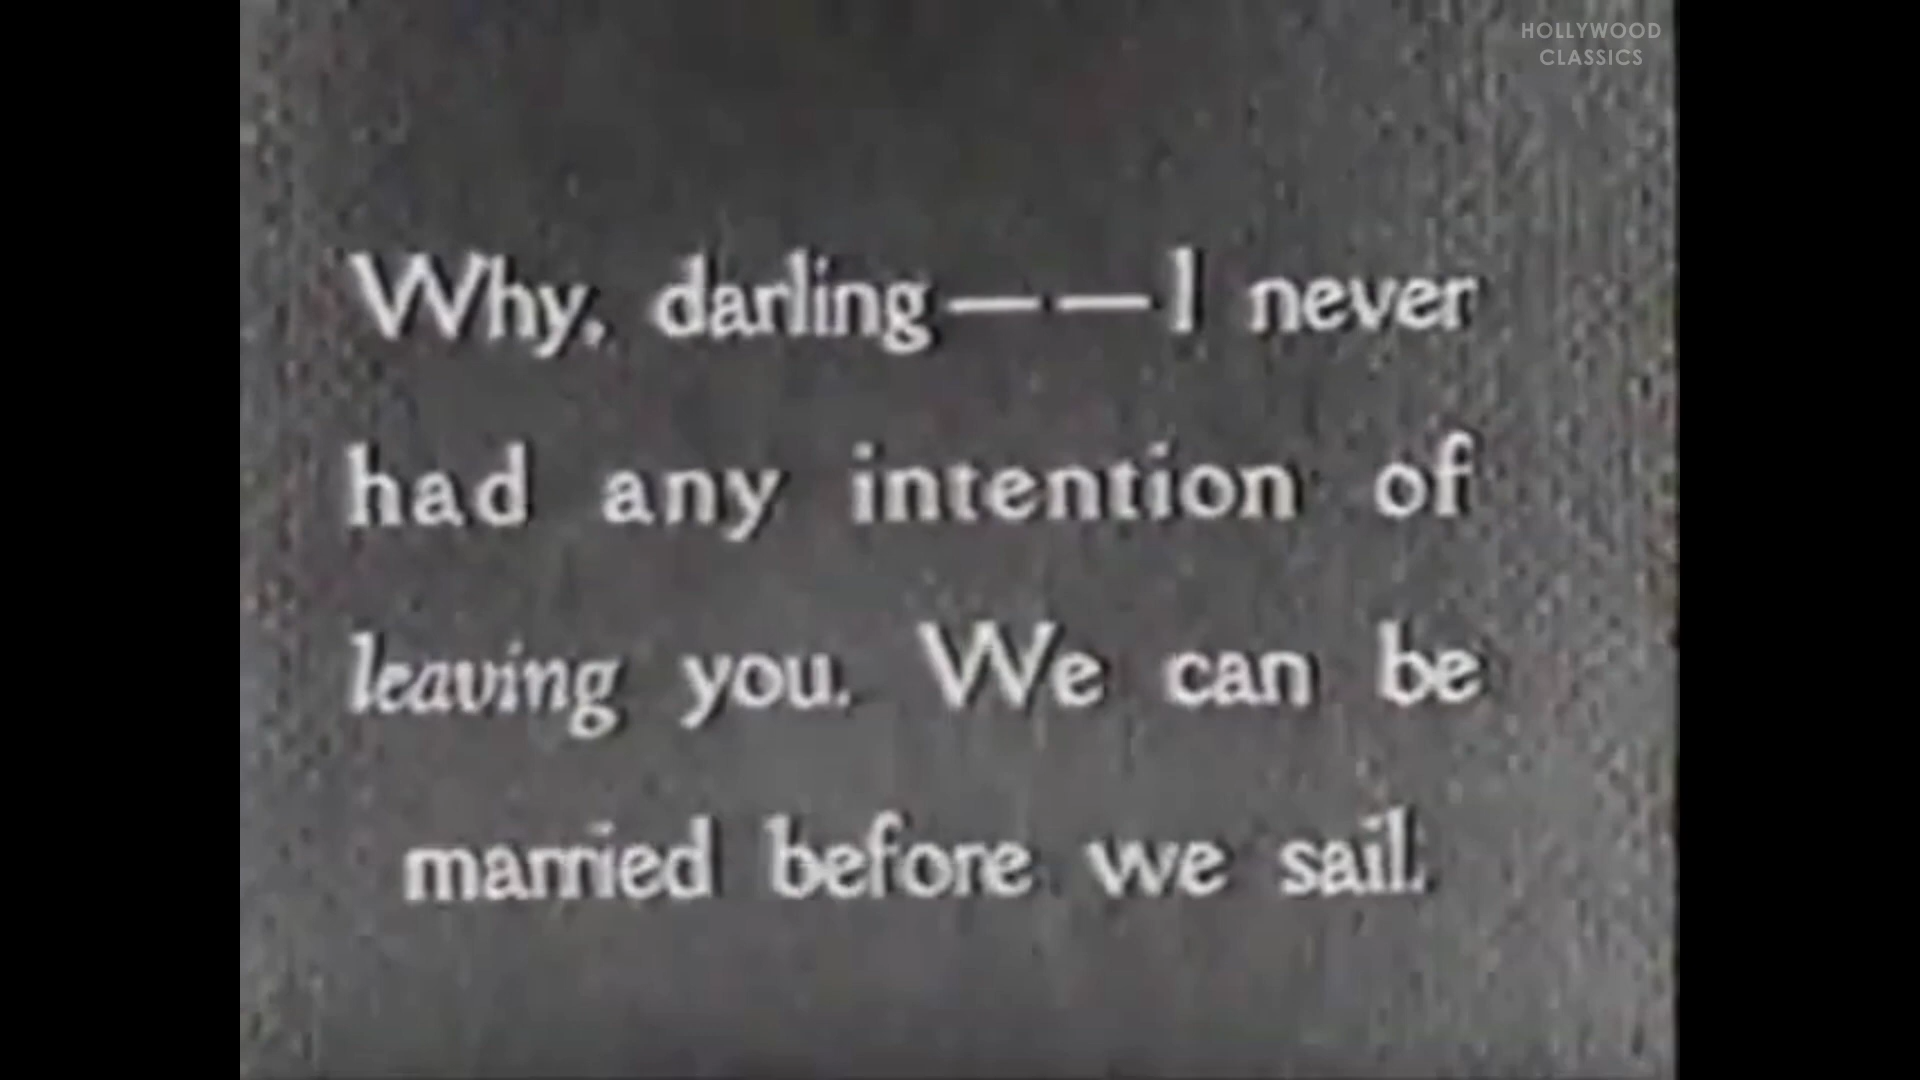 HOLLYWOOD
CLASSICS
Why, darling——I never
had any intention of
leaving you. We can be
married before we sail.